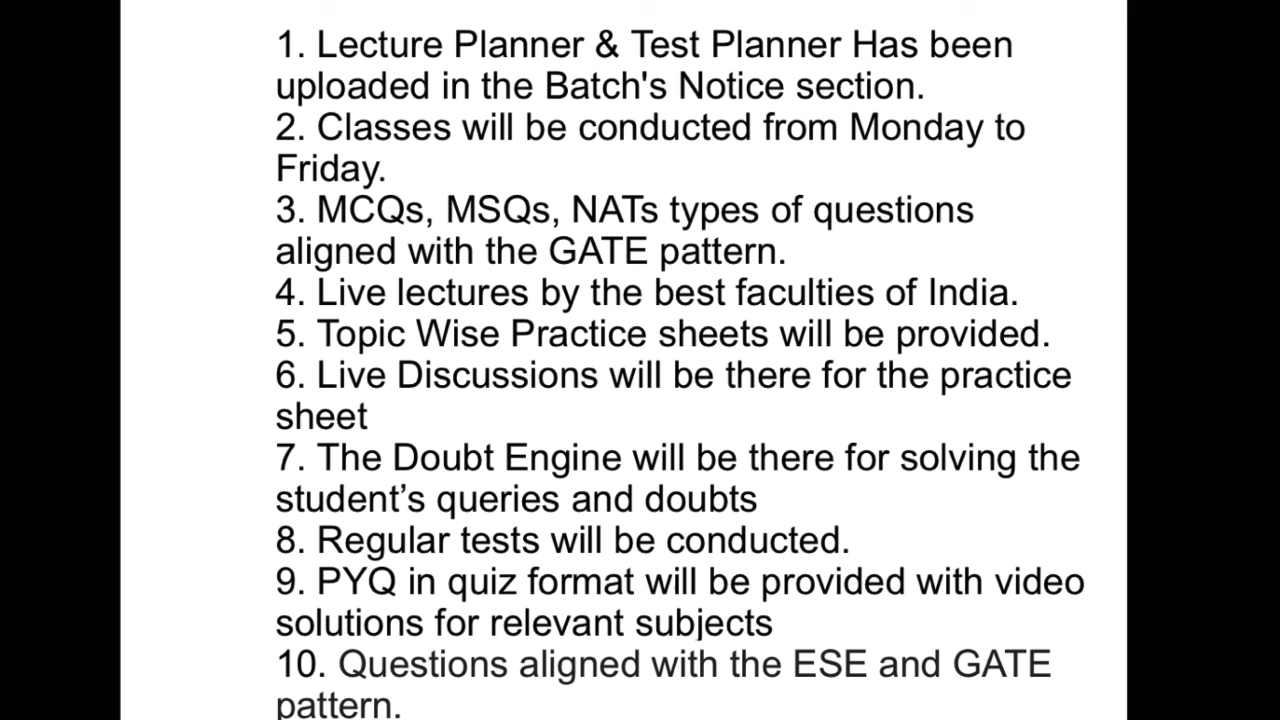 1. Lecture Planner & Test Planner Has been
uploaded in the Batch's Notice section.
2. Classes will be conducted from Monday to
Friday.
3. MCQs, MSQs, NATs types of questions
aligned with the GATE pattern.
4. Live lectures by the best faculties of India.
5. Topic Wise Practice sheets will be provided.
6. Live Discussions will be there for the practice
sheet
7. The Doubt Engine will be there for solving the
student’s queries and doubts
8. Regular tests will be conducted.
9. PYQ in quiz format will be provided with video
solutions for relevant subjects
10. Questions aligned with the ESE and GATE
pattern.